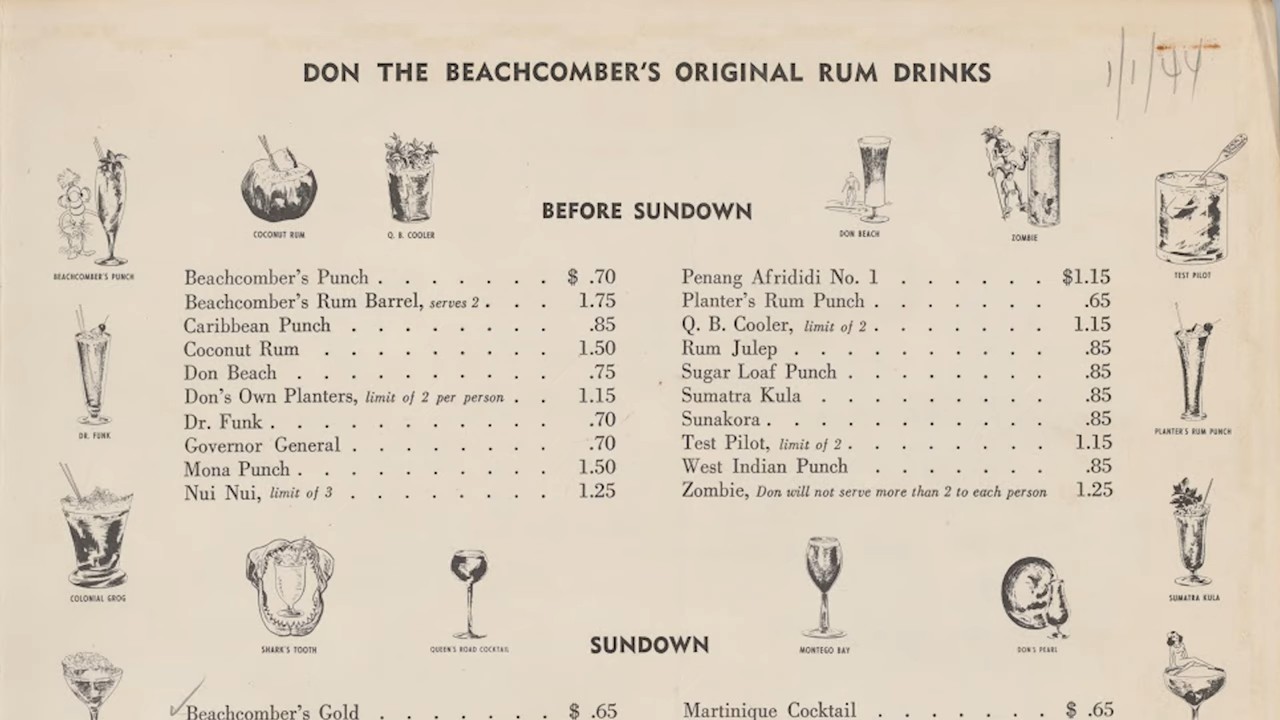 DON THE BEACHCOMBER'S ORIGINAL RUM DRINKS
1/1/44
COCONUT RUM
Q. B. COOLER
BEFORE SUNDOWN
DON BEACH
ZOMBIE
BEACHCOMBER'S PUNCH
TEST PILOT
Beachcomber's Punch . . . . . . . $ .70
Beachcomber's Rum Barrel, serves 2 . . . 1.75
Caribbean Punch . . . . . . . . .85
Coconut Rum . . . . . . . . . 1.50
Don Beach . . . . . . . . . . .75
Don's Own Planters, limit of 2 per person . . 1.15
Dr. Funk . . . . . . . . . . . .70
Governor General . . . . . . . . .70
Mona Punch . . . . . . . . . . 1.50
Nui Nui, limit of 3 . . . . . . . . 1.25
Penang Afrididi No. 1 . . . . . . $1.15
Planter's Rum Punch . . . . . . . .65
Q. B. Cooler, limit of 2 . . . . . . . 1.15
Rum Julep . . . . . . . . . . .85
Sugar Loaf Punch . . . . . . . . .85
Sumatra Kula . . . . . . . . . .85
Sunakora . . . . . . . . . . . .85
Test Pilot, limit of 2 . . . . . . . . 1.15
West Indian Punch . . . . . . . .85
Zombie, Don will not serve more than 2 to each person 1.25
DR. FUNK
PLANTER'S RUM PUNCH
COLONIAL GROG
SUMATRA KULA
SHARK'S TOOTH
QUEEN'S ROAD COCKTAIL
SUNDOWN
MONTEGO BAY
DON'S PEARL
Beachcomber's Gold . . . . . . . $ .65
Martinique Cocktail . . . . . . . $ .65